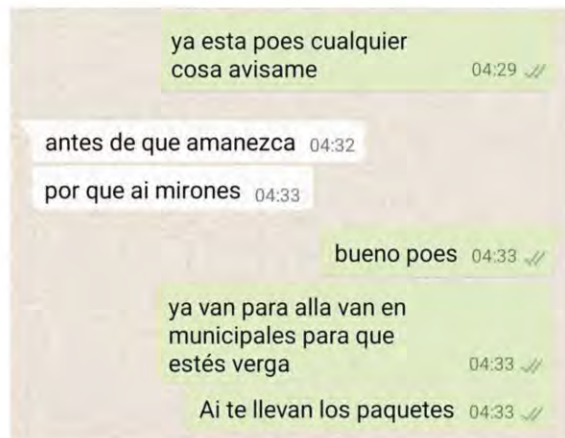 ya esta poes cualquier
cosa avisame 04:29
antes de que amanezca 04:32
por que ai mirones 04:33
bueno poes 04:33
ya van para alla van en
municipales para que
estés verga 04:33
Ai te llevan los paquetes 04:33